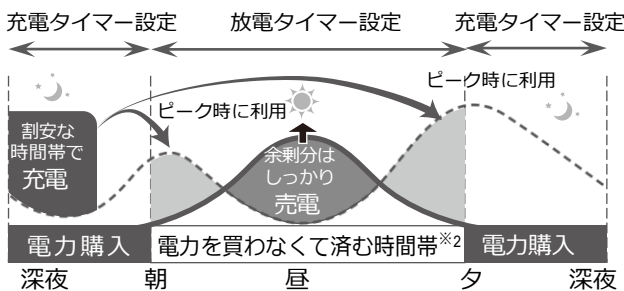 充電タイマー設定 放電タイマー設定 充電タイマー設定
ピーク時に利用
ピーク時に利用
割安な
時間帯で
充電
余剰分は
しっかり
売電
電力購入 電力を買わなくて済む時間帯※2 電力購入
深夜 朝 昼 夕 深夜